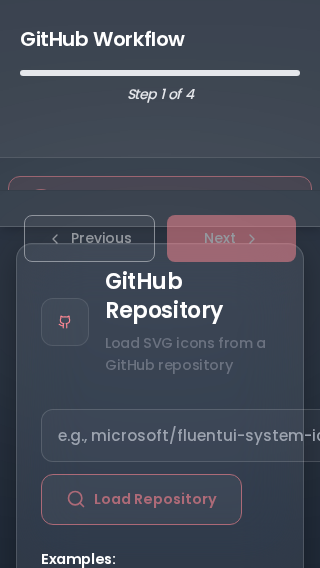 GitHub Workflow
Step 1 of 4
Previous
Next
GitHub
Repository
Load SVG icons from a
GitHub repository
e.g., microsoft/fluentui-system-ic
Load Repository
Examples: